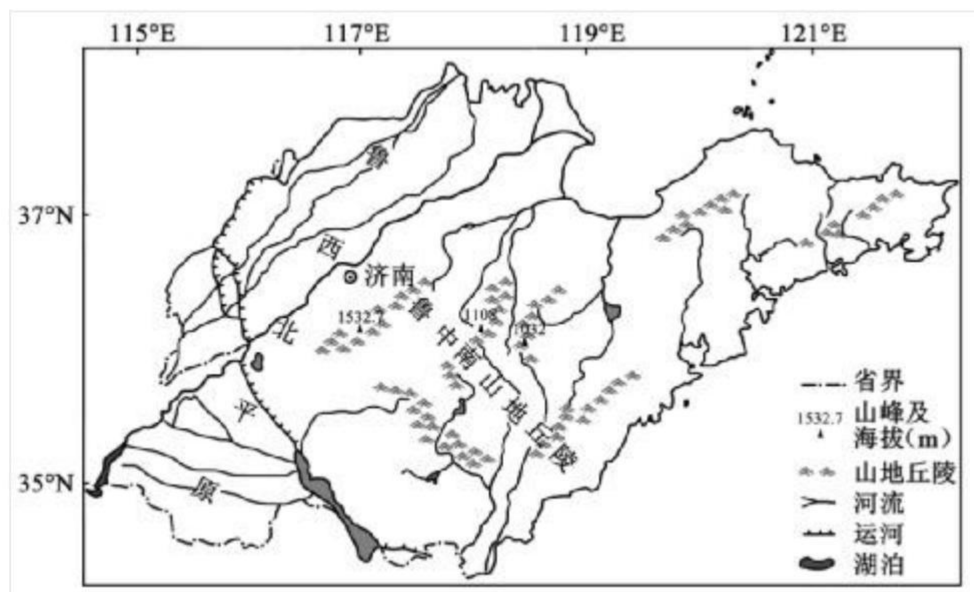 115°E 117°E 119°E 121°E
37°N
35°N
鲁西北平原
济南
1532.7
1108
1032
鲁中南山地丘陵
省界
1532.7 山峰及
海拔(m)
山地丘陵
河流
运河
湖泊